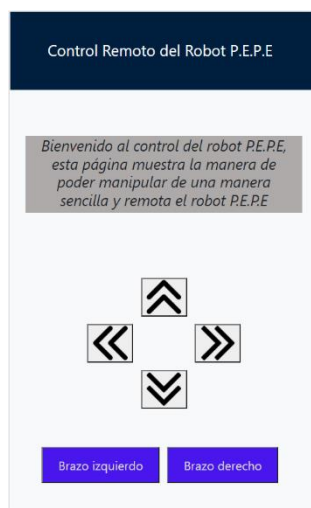 Control Remoto del Robot P.E.P.E
Bienvenido al control del robot P.E.P.E,
esta página muestra la manera de
poder manipular de una manera
sencilla y remota el robot P.E.P.E
Brazo izquierdo
Brazo derecho